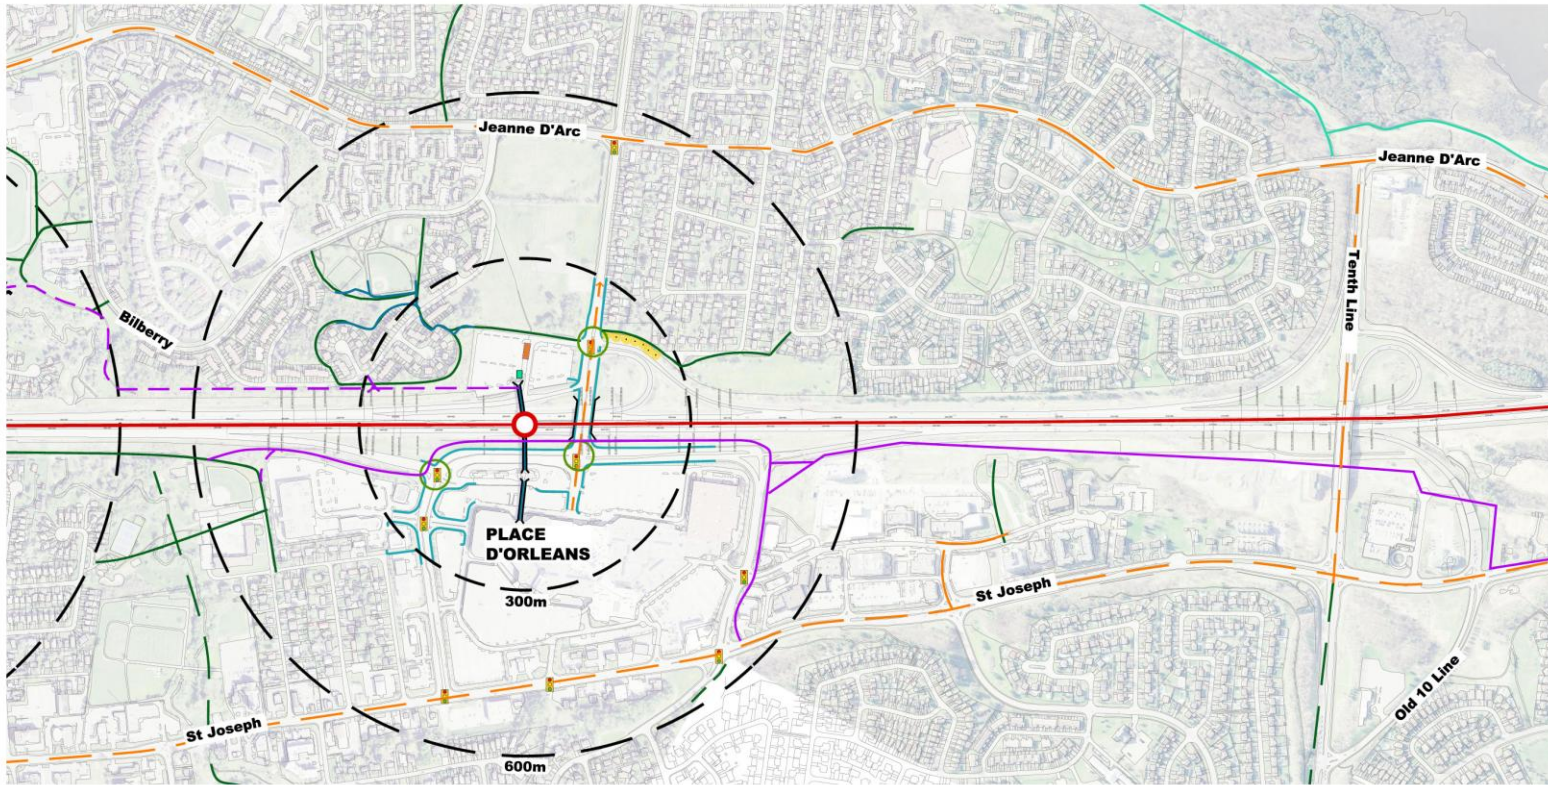 Jeanne D'Arc
Jeanne D'Arc
Tenth Line
Bilberry
PLACE
D'ORLEANS
300m
St Joseph
Old 10 Line
St Joseph
600m